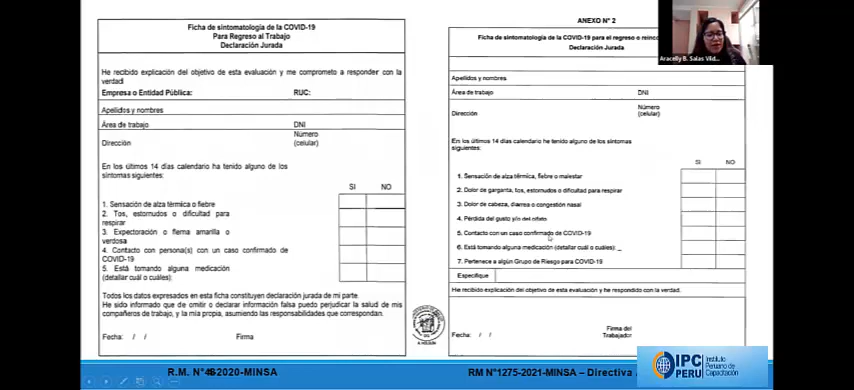 Ficha de sintomatología de la COVID-19
Para Regreso al Trabajo
Declaración Jurada
He recibido explicación del objetivo de esta evaluación y me comprometo a responder con la
verdad
Empresa o Entidad Pública: RUC:
Apellidos y nombres
Área de trabajo DNI
Dirección Número
(celular)
En los últimos 14 días calendario ha tenido alguno de los
síntomas siguientes:
SI NO
1. Sensación de alza térmica o fiebre
2. Tos, estornudos o dificultad para
respirar
3. Expectoración o flema amarilla o
verdosa
4. Contacto con persona(s) con un caso confirmado de
COVID-19
5. Está tomando alguna medicación
(detallar cuál o cuáles):
Todos los datos expresados en esta ficha constituyen declaración jurada de mi parte.
He sido informado que de omitir o declarar información falsa puedo perjudicar la salud de mis
compañeros de trabajo, y la mía propia, asumiendo las responsabilidades que correspondan.
Fecha: / / Firma
R.M. N° -2020-MINSA
ANEXO N° 2
Ficha de sintomatología de la COVID-19 para el regreso o
Declaración Jurada
Apellidos y nombres
Área de trabajo DNI
Dirección Número
(celular)
En los últimos 14 días calendario ha tenido alguno de los síntomas
siguientes:
SI NO
1. Sensación de alza térmica, fiebre o malestar
2. Dolor de garganta, tos, estornudos o dificultad para respirar
3. Dolor de cabeza, diarrea o congestión nasal
4. Pérdida del gusto y/o del olfato
5. Contacto con un caso confirmado de COVID-19
6. Está tomando alguna medicación (detallar cuál o cuáles): _
7. Pertenece a algún Grupo de Riesgo para COVID-19
Especifique
He recibido explicación del objetivo de esta evaluación y he respondido con la verdad.
Fecha: / / Firma del
Trabajador
RM N°1275-2021-MINSA – Directiva
Aracelly B. Salas Vild...
IPC
PERU
Instituto
Peruano de
Capacitación